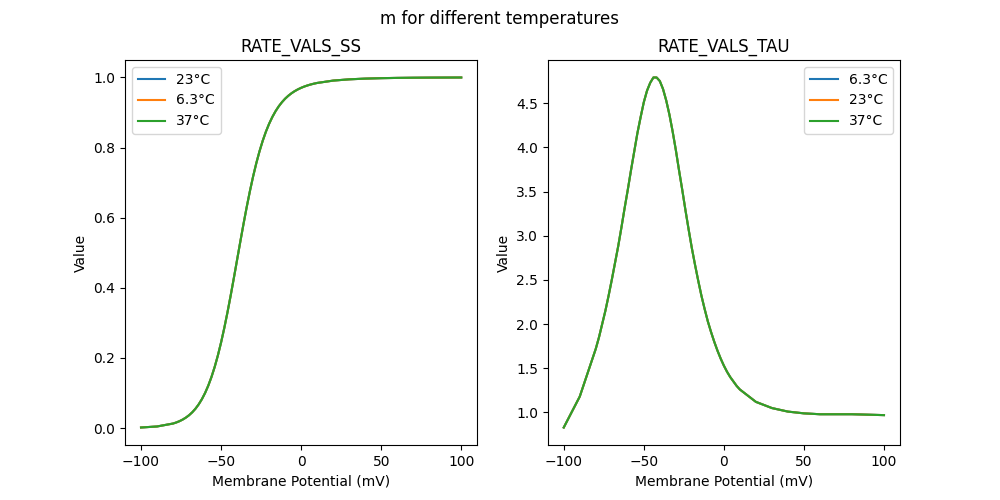 m for different temperatures
RATE_VALS_SS
23°C
6.3°C
37°C
1.0
0.8
0.6
0.4
0.2
0.0
Value
−100
−50
0
50
100
Membrane Potential (mV)
RATE_VALS_TAU
6.3°C
23°C
37°C
4.5
4.0
3.5
3.0
2.5
2.0
1.5
1.0
Value
−100
−50
0
50
100
Membrane Potential (mV)